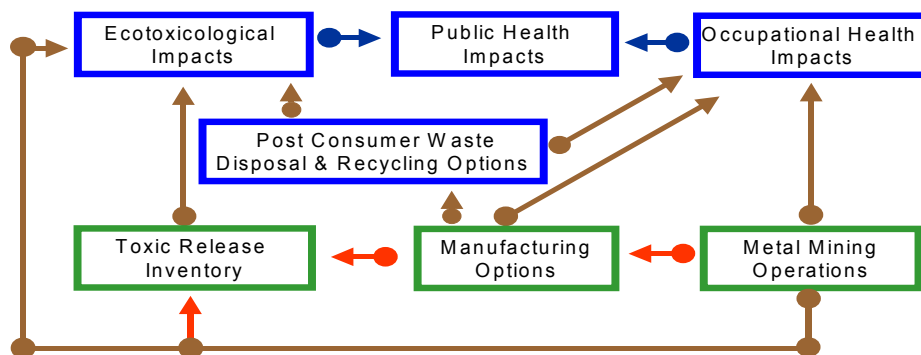 Ecotoxicological
Impacts
Public Health
Impacts
Occupational Health
Impacts
Post Consumer Waste
Disposal & Recycling Options
Toxic Release
Inventory
Manufacturing
Options
Metal Mining
Operations